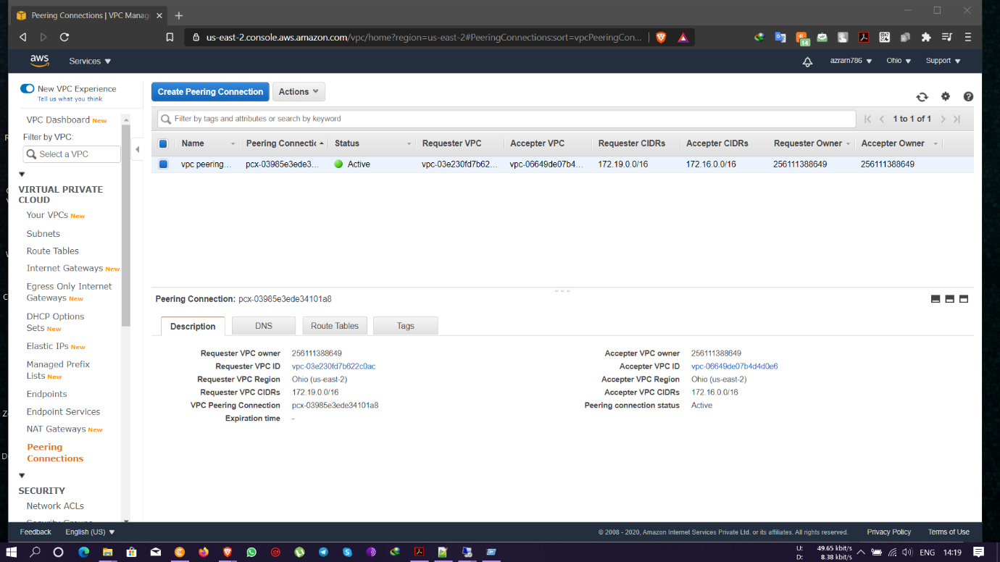 Peering Connections | VPC Manag
us-east-2.console.aws.amazon.com/vpc/home?region=us-east-2#PeeringConnections:sort=vpcPeeringCon...
14
aws
Services
azram786
Ohio
Support
New VPC Experience
Tell us what you think
Create Peering Connection
Actions
VPC Dashboard New
Filter by VPC:
Select a VPC
Filter by tags and attributes or search by keyword
1 to 1 of 1
Name
Peering Connectic
Status
Requester VPC
Accepter VPC
Requester CIDRs
Accepter CIDRs
Requester Owner
Accepter Owner
vpc peering...
pcx-03985e3ede3...
Active
vpc-03e230fd7b62...
vpc-06649de07b4...
172.19.0.0/16
172.16.0.0/16
256111388649
256111388649
VIRTUAL PRIVATE
CLOUD
Your VPCs New
Subnets
Route Tables
Internet Gateways New
Egress Only Internet
Gateways New
DHCP Options
Sets New
Elastic IPs New
Managed Prefix
Lists New
Endpoints
Endpoint Services
NAT Gateways New
Peering
Connections
SECURITY
Network ACLs
Security Groups
Peering Connection: pcx-03985e3ede34101a8
Description
DNS
Route Tables
Tags
Requester VPC owner 256111388649
Requester VPC ID vpc-03e230fd7b622c0ac
Requester VPC Region Ohio (us-east-2)
Requester VPC CIDRs 172.19.0.0/16
VPC Peering Connection pcx-03985e3ede34101a8
Expiration time -
Accepter VPC owner 256111388649
Accepter VPC ID vpc-06649de07b4d4d0e6
Accepter VPC Region Ohio (us-east-2)
Accepter VPC CIDRs 172.16.0.0/16
Peering connection status Active
Feedback
English (US)
© 2008 - 2020, Amazon Internet Services Private Ltd. or its affiliates. All rights reserved.
Privacy Policy
Terms of Use
U: 49.65 kbit/s
D: 8.38 kbit/s
ENG
14:19